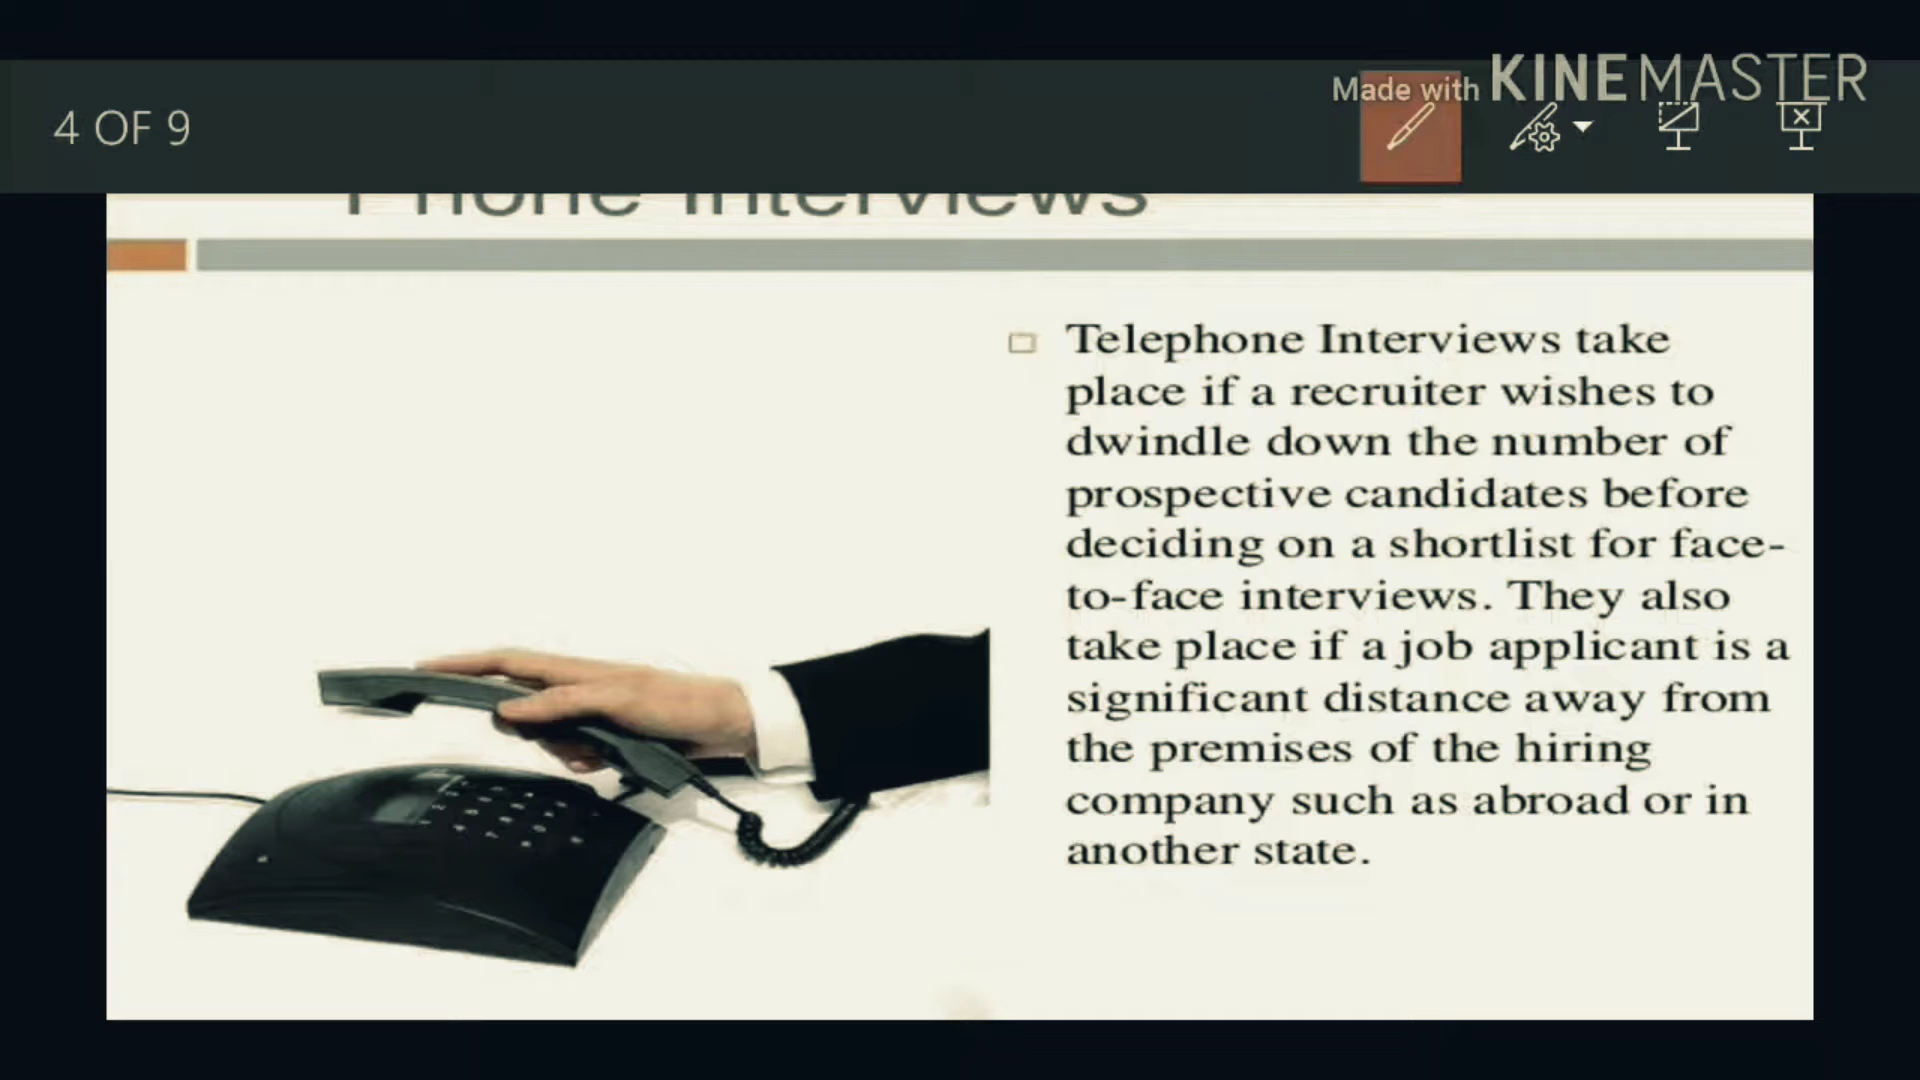 Made with KINEMASTER
4 OF 9
Phone Interviews
Telephone Interviews take
place if a recruiter wishes to
dwindle down the number of
prospective candidates before
deciding on a shortlist for face-
to-face interviews. They also
take place if a job applicant is a
significant distance away from
the premises of the hiring
company such as abroad or in
another state.